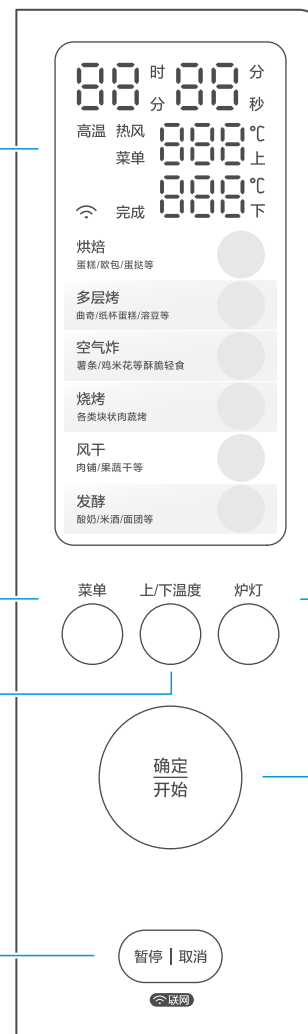 88 时 88 分
分 秒
高温 热风 888 ℃
菜单 上
888 ℃
完成 下
烘焙
蛋糕/欧包/蛋挞等
多层烤
曲奇/纸杯蛋糕/溶豆等
空气炸
薯条/鸡米花等酥脆轻食
烧烤
各类块状肉蔬烤
风干
肉铺/果蔬干等
发酵
酸奶/米酒/面团等
菜单 上/下温度 炉灯
确定
开始
暂停 | 取消
联网